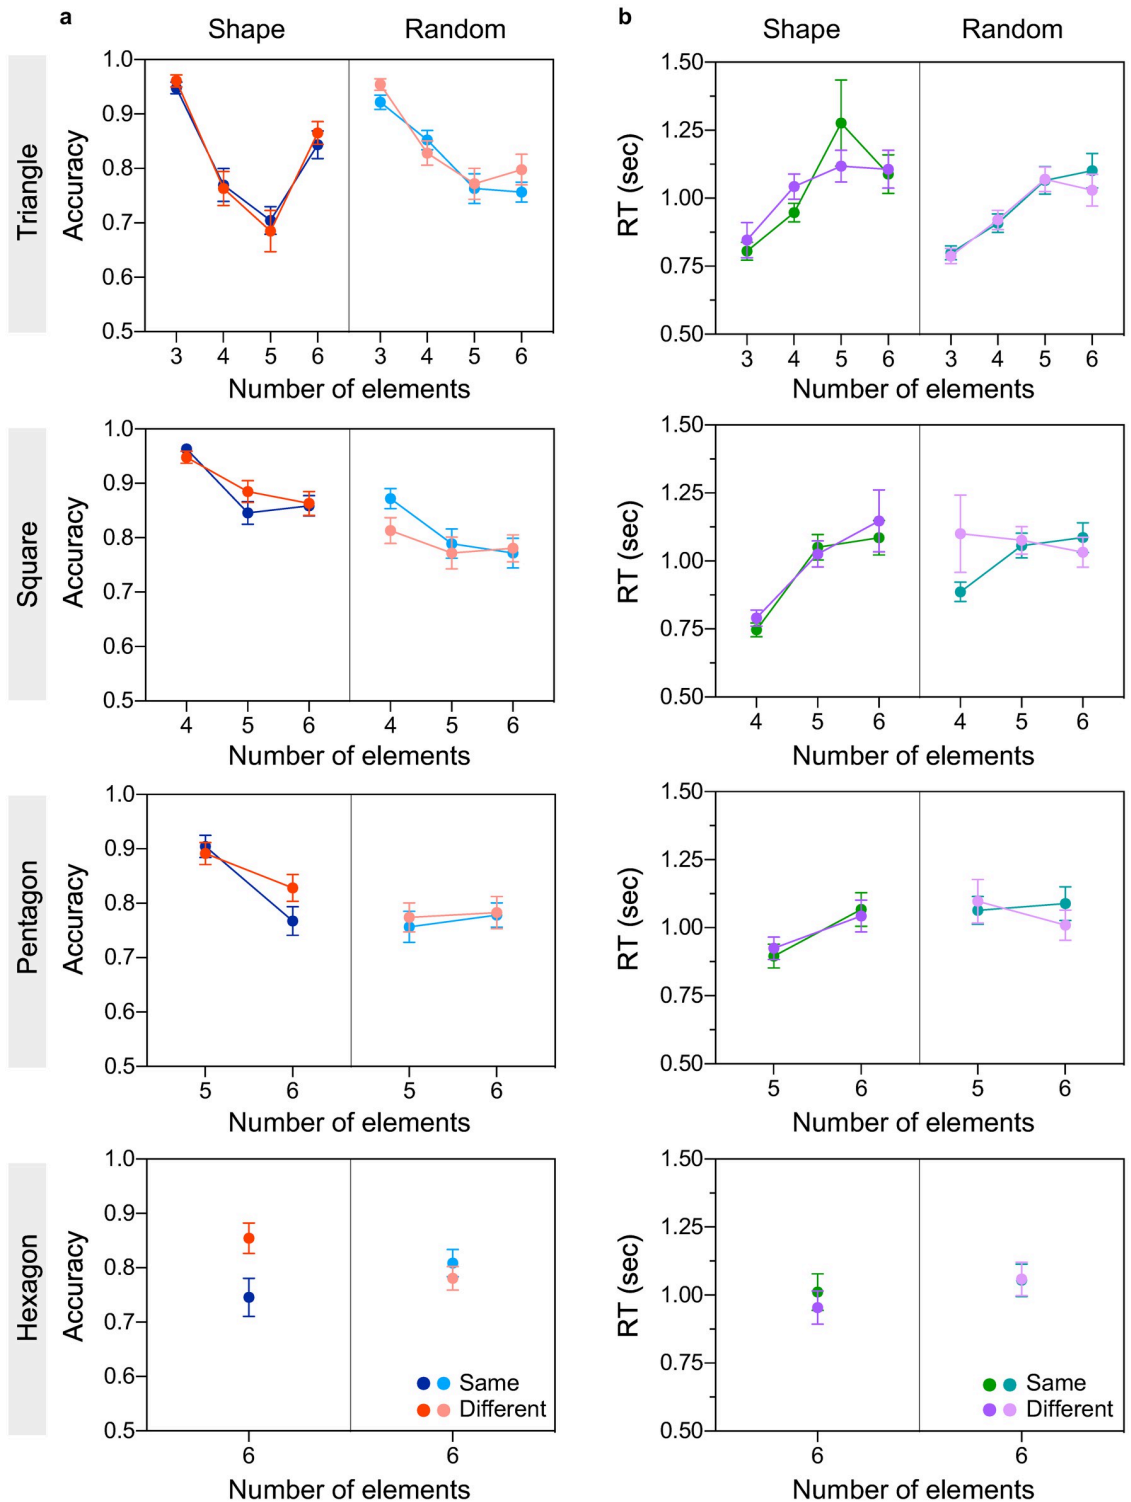 a
b
Shape Random
Shape Random
Triangle
Accuracy
1.0
0.9
0.8
0.7
0.6
0.5
3 4 5 6 3 4 5 6
Number of elements
RT (sec)
1.50
1.25
1.00
0.75
0.50
3 4 5 6 3 4 5 6
Number of elements
Square
Accuracy
1.0
0.9
0.8
0.7
0.6
0.5
4 5 6 4 5 6
Number of elements
RT (sec)
1.50
1.25
1.00
0.75
0.50
4 5 6 4 5 6
Number of elements
Pentagon
Accuracy
1.0
0.9
0.8
0.7
0.6
0.5
5 6 5 6
Number of elements
RT (sec)
1.50
1.25
1.00
0.75
0.50
5 6 5 6
Number of elements
Hexagon
Accuracy
1.0
0.9
0.8
0.7
0.6
0.5
Same
Different
6 6
Number of elements
RT (sec)
1.50
1.25
1.00
0.75
0.50
Same
Different
6 6
Number of elements